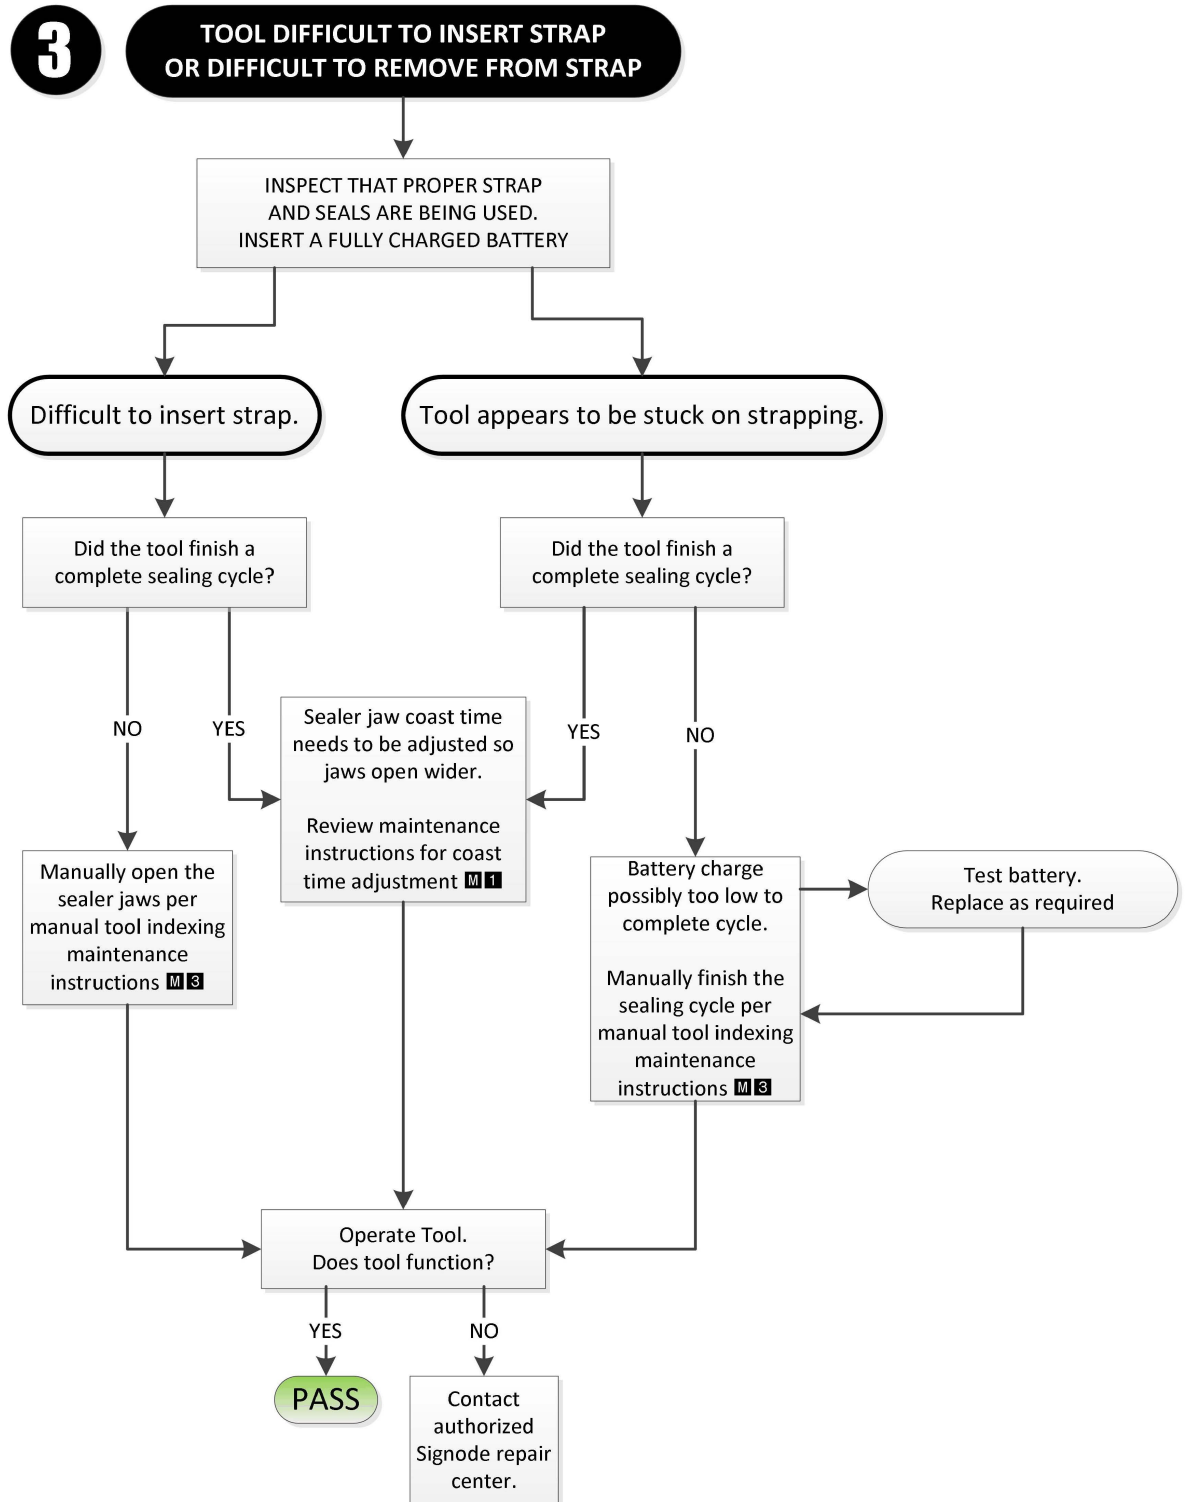 3
TOOL DIFFICULT TO INSERT STRAP
OR DIFFICULT TO REMOVE FROM STRAP
INSPECT THAT PROPER STRAP
AND SEALS ARE BEING USED.
INSERT A FULLY CHARGED BATTERY
Difficult to insert strap.
Tool appears to be stuck on strapping.
Did the tool finish a
complete sealing cycle?
Did the tool finish a
complete sealing cycle?
NO
YES
Sealer jaw coast time
needs to be adjusted so
jaws open wider.
Review maintenance
instructions for coast
time adjustment M 1
YES
NO
Manually open the
sealer jaws per
manual tool indexing
maintenance
instructions M 3
Battery charge
possibly too low to
complete cycle.
Manually finish the
sealing cycle per
manual tool indexing
maintenance
instructions M 3
Test battery.
Replace as required
Operate Tool.
Does tool function?
YES
NO
PASS
Contact
authorized
Signode repair
center.